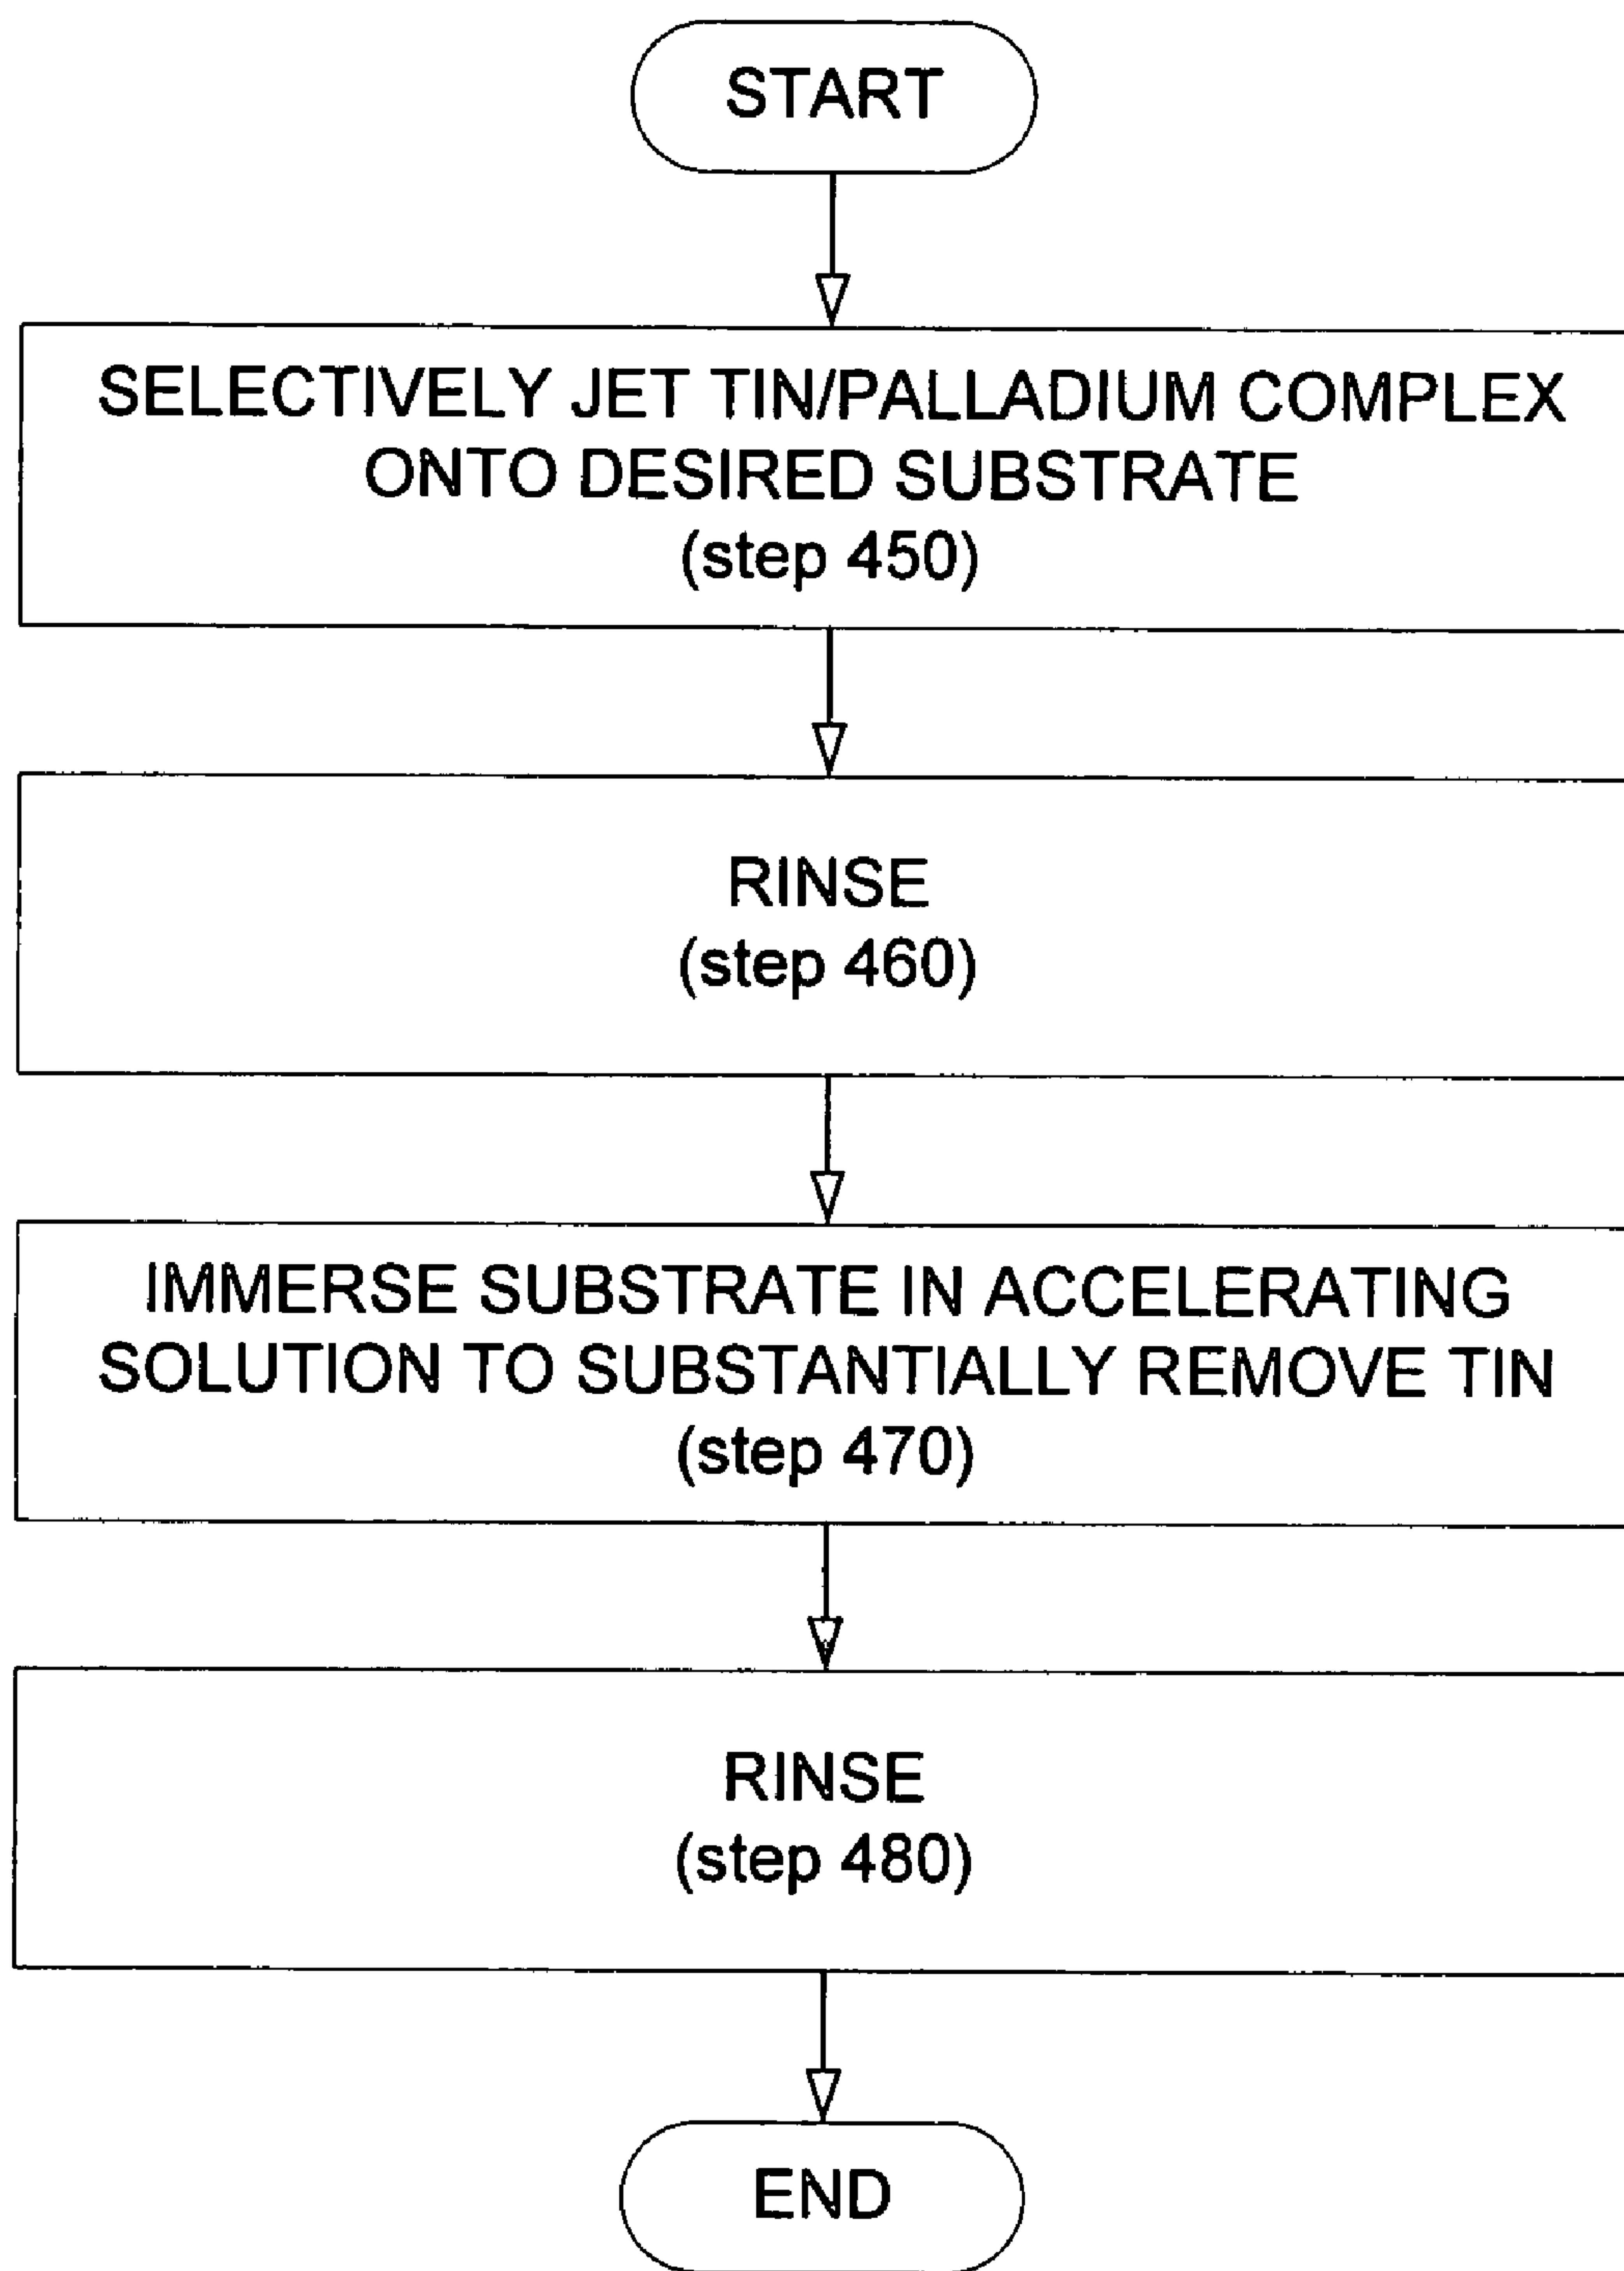 START
SELECTIVELY JET TIN/PALLADIUM COMPLEX
ONTO DESIRED SUBSTRATE
(step 450)
RINSE
(step 460)
IMMERSE SUBSTRATE IN ACCELERATING
SOLUTION TO SUBSTANTIALLY REMOVE TIN
(step 470)
RINSE
(step 480)
END